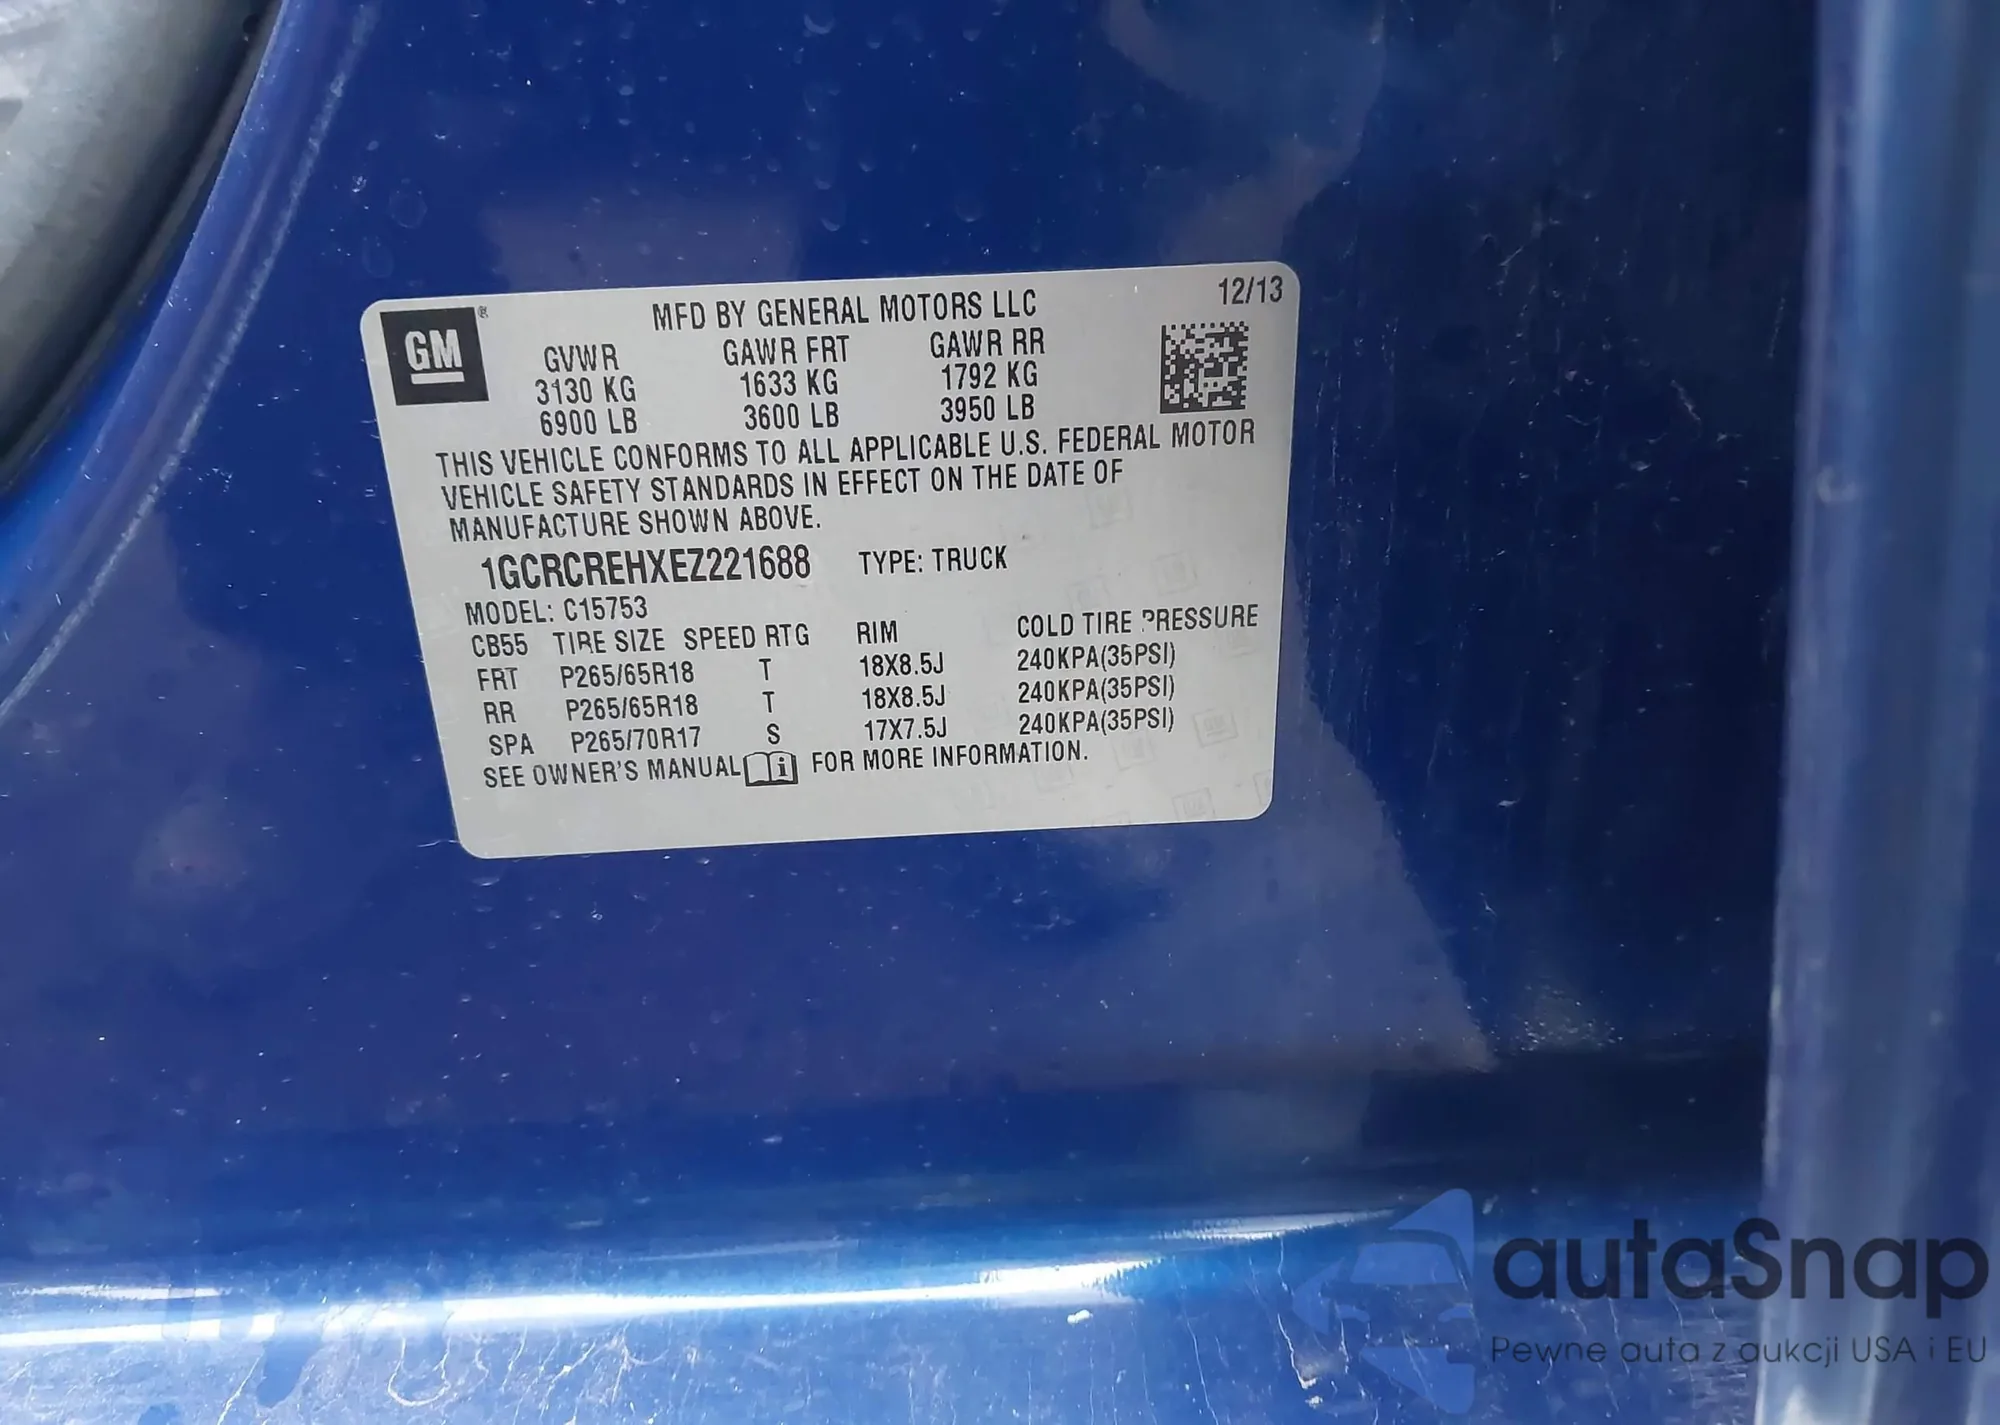 12/13
GM ®
MFD BY GENERAL MOTORS LLC
GVWR GAWR FRT GAWR RR
3130 KG 1633 KG 1792 KG
6900 LB 3600 LB 3950 LB
THIS VEHICLE CONFORMS TO ALL APPLICABLE U.S. FEDERAL MOTOR
VEHICLE SAFETY STANDARDS IN EFFECT ON THE DATE OF
MANUFACTURE SHOWN ABOVE.
1GCRCREHXEZ221688 TYPE: TRUCK
MODEL: C15753
CB55 TIRE SIZE SPEED RTG RIM COLD TIRE PRESSURE
FRT P265/65R18 T 18X8.5J 240KPA(35PSI)
RR P265/65R18 T 18X8.5J 240KPA(35PSI)
SPA P265/70R17 S 17X7.5J 240KPA(35PSI)
SEE OWNER'S MANUAL FOR MORE INFORMATION.
autaSnap
Pewne auta z aukcji USA i EU